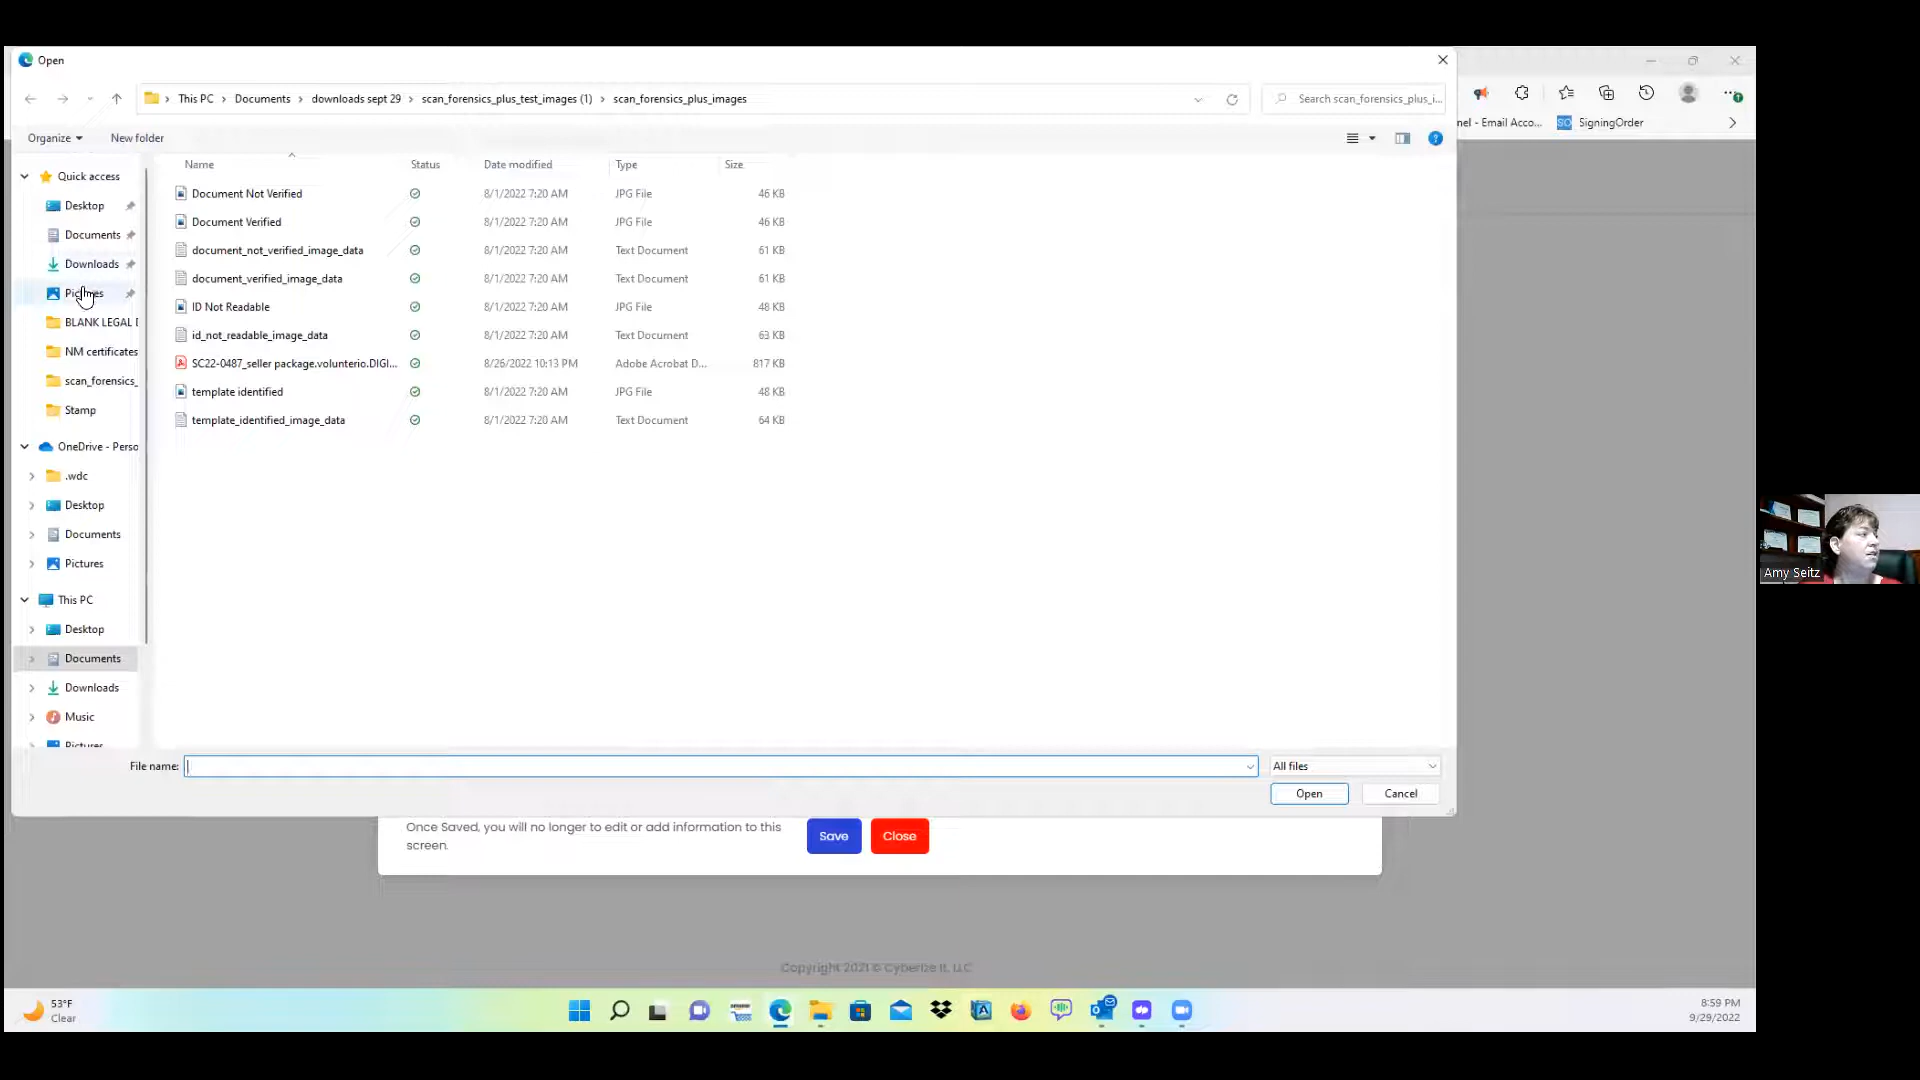 Open
This PC > Documents > downloads sept 29 > scan_forensics_plus_test_images (1) > scan_forensics_plus_images
Search scan_forensics_plus_i...
nel - Email Acco...
SigningOrder
Organize
New folder
Name
Status
Date modified
Type
Size
Quick access
Desktop
Documents
Downloads
Pictures
BLANK LEGAL
NM certificates
scan_forensics_
Stamp
OneDrive - Perso
.wdc
Desktop
Documents
Pictures
This PC
Desktop
Documents
Downloads
Music
Pictures
Document Not Verified 8/1/2022 7:20 AM JPG File 46 KB
Document Verified 8/1/2022 7:20 AM JPG File 46 KB
document_not_verified_image_data 8/1/2022 7:20 AM Text Document 61 KB
document_verified_image_data 8/1/2022 7:20 AM Text Document 61 KB
ID Not Readable 8/1/2022 7:20 AM JPG File 48 KB
id_not_readable_image_data 8/1/2022 7:20 AM Text Document 63 KB
SC22-0487_seller package.volunterio.DIGI... 8/26/2022 10:13 PM Adobe Acrobat D... 817 KB
template identified 8/1/2022 7:20 AM JPG File 48 KB
template_identified_image_data 8/1/2022 7:20 AM Text Document 64 KB
File name:
All files
Open
Cancel
Once Saved, you will no longer to edit or add information to this
screen.
Save
Close
Copyright 2021 © Cyberize It, LLC
53°F
Clear
8:59 PM
9/29/2022
Amy Seitz